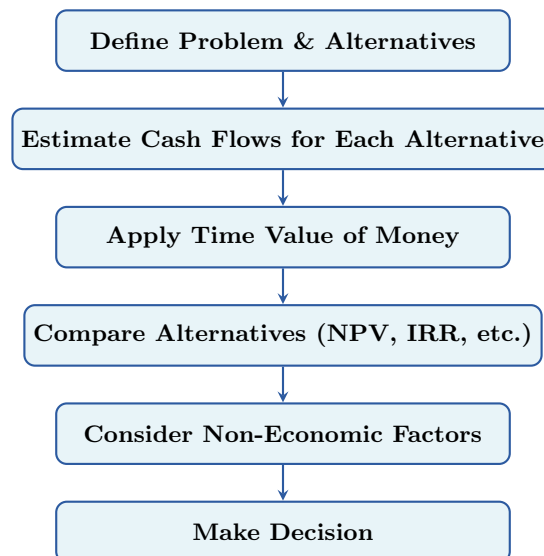 Define Problem & Alternatives
Estimate Cash Flows for Each Alternative
Apply Time Value of Money
Compare Alternatives (NPV, IRR, etc.)
Consider Non-Economic Factors
Make Decision